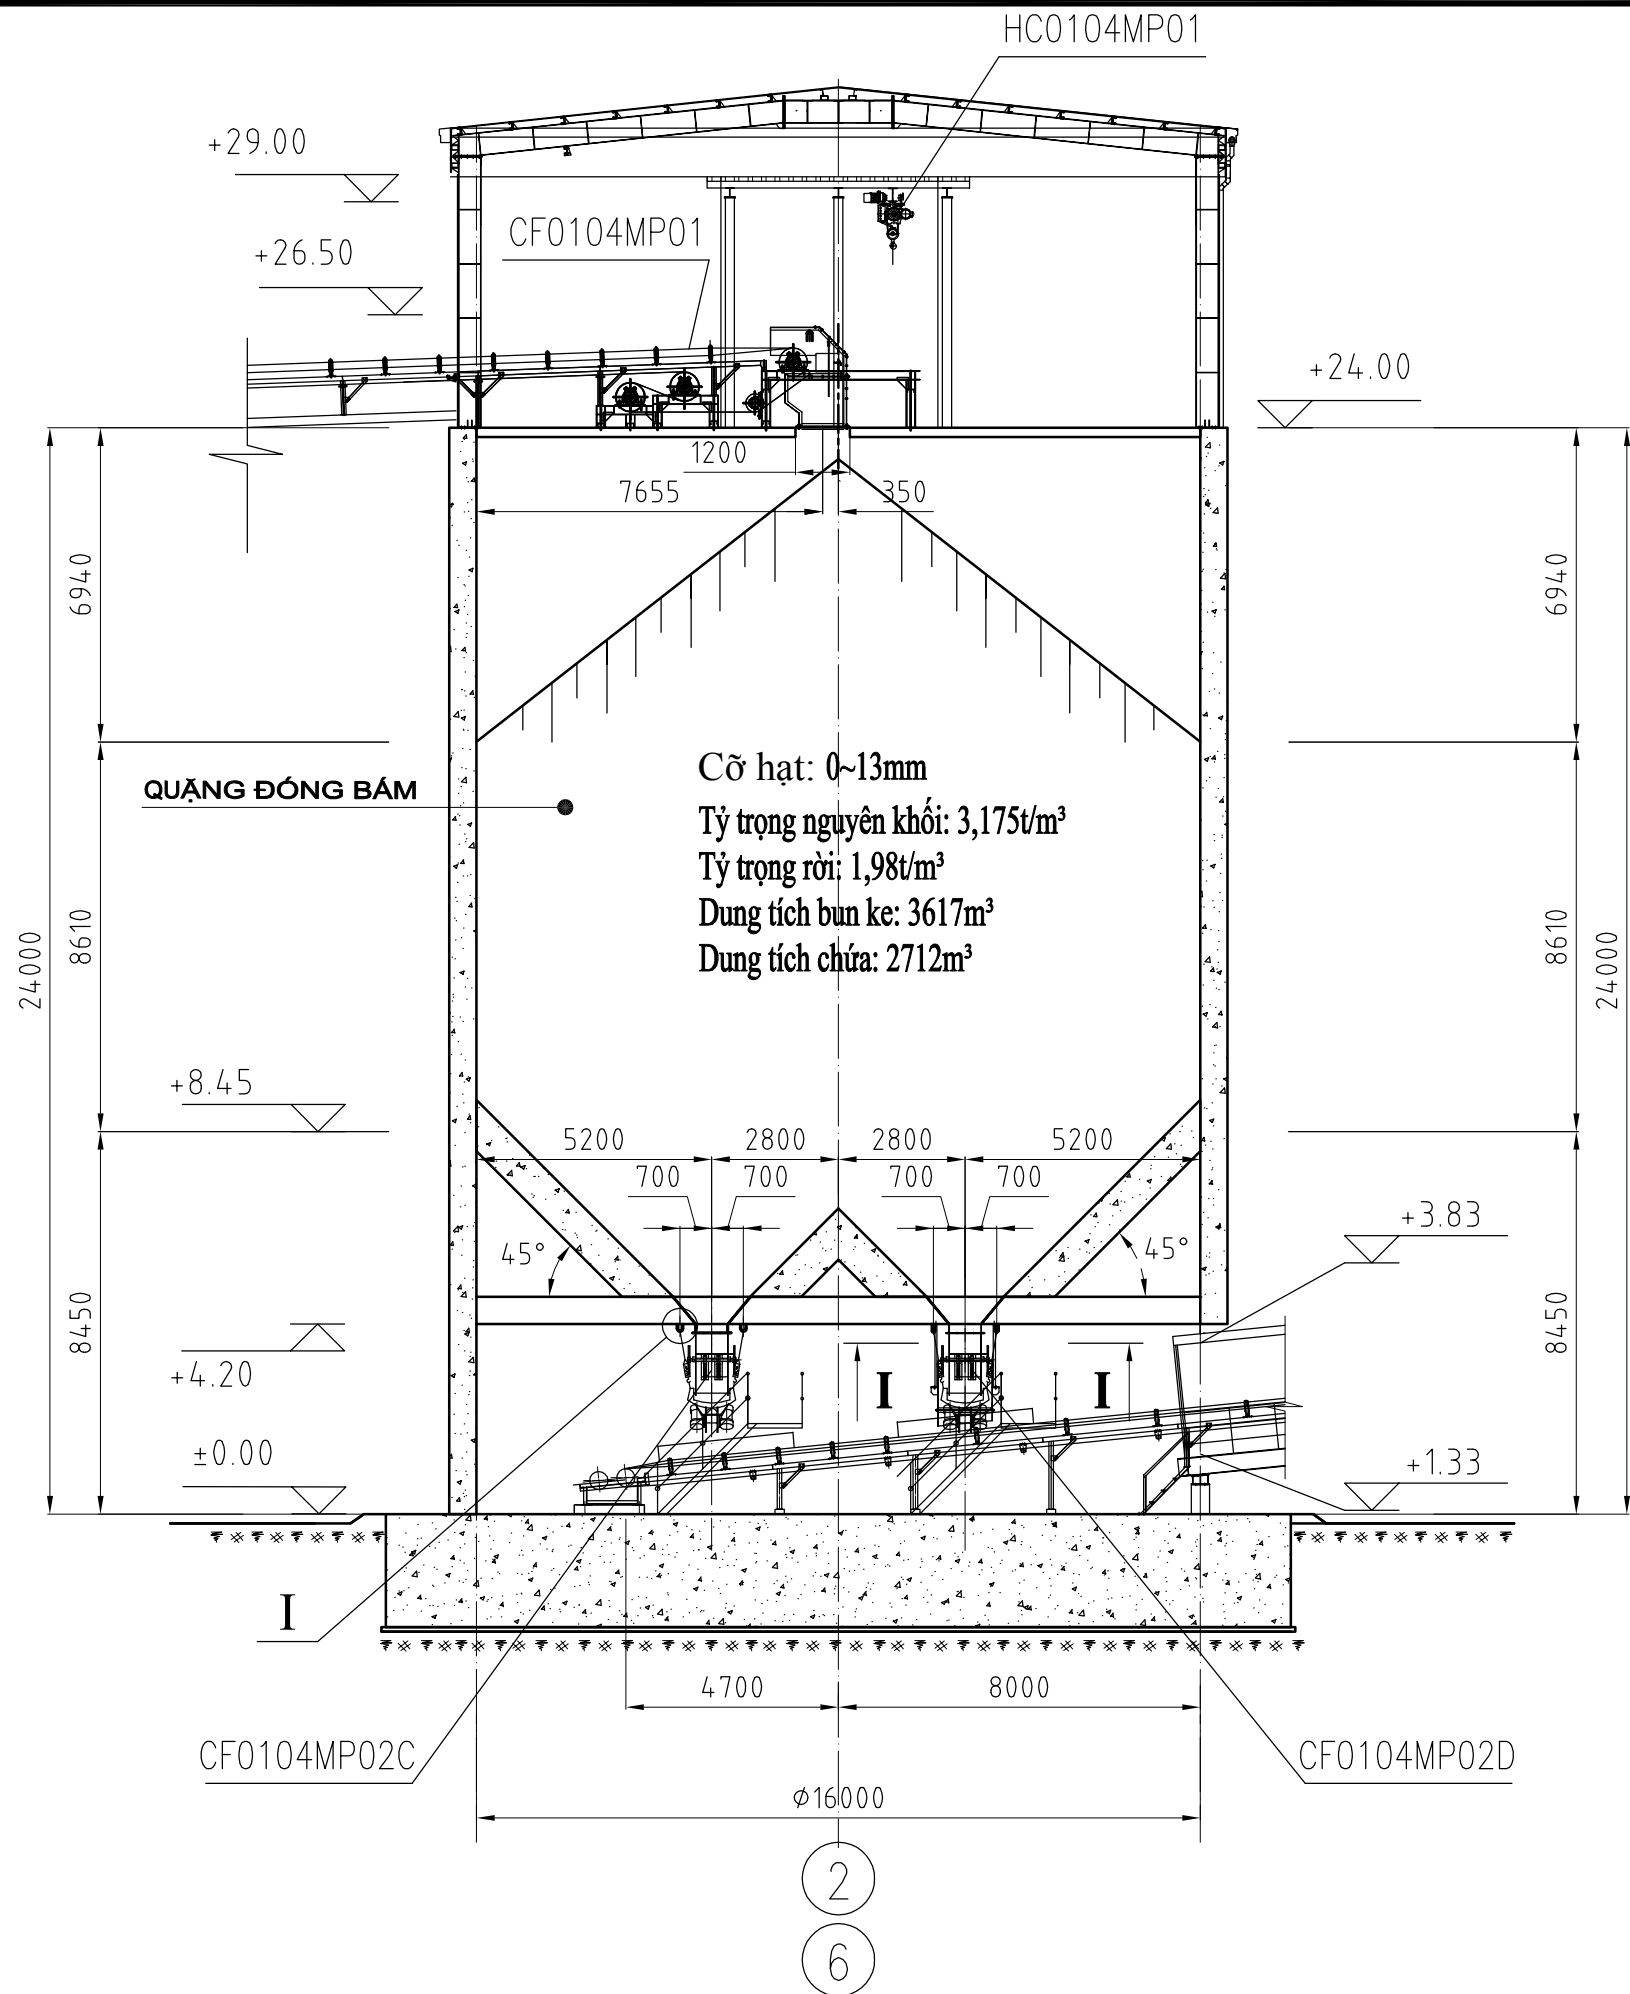 HC0104MP01
+29.00
CF0104MP01
+26.50
+24.00
1200
7655
350
6940
6940
Cỡ hạt: 0~13mm
QUẶNG ĐÓNG BÁM
Tỷ trọng nguyên khối: 3,175t/m³
Tỷ trọng rời: 1,98t/m³
Dung tích bun ke: 3617m³
Dung tích chứa: 2712m³
24000
8610
8610
24000
+8.45
5200
2800
2800
5200
700
700
700
700
+3.83
45°
45°
8450
8450
+4.20
I
I
±0.00
+1.33
I
4700
8000
CF0104MP02C
CF0104MP02D
ϕ16000
2
6